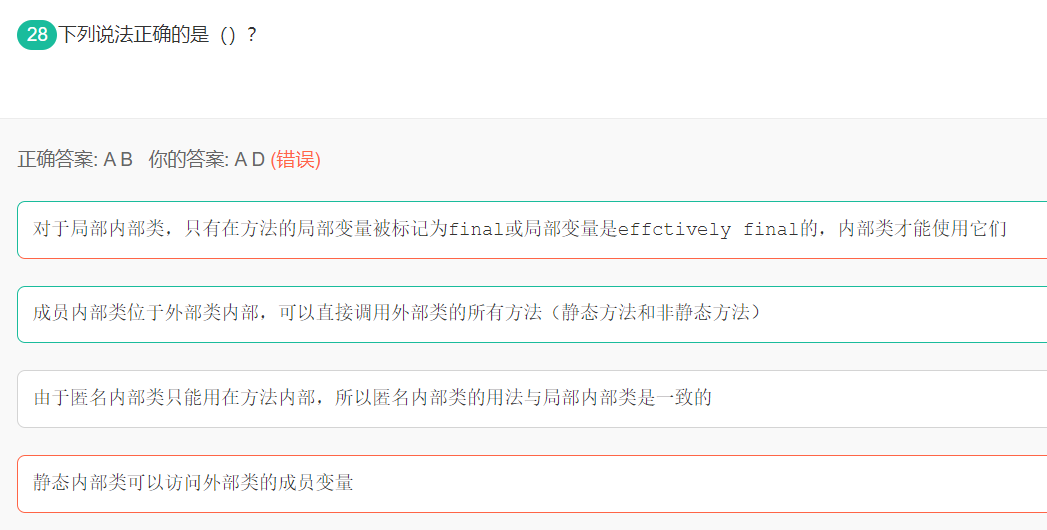 28 下列说法正确的是（）？
正确答案: A B 你的答案: A D (错误)
对于局部内部类，只有在方法的局部变量被标记为final或局部变量是effctively final的，内部类才能使用它们
成员内部类位于外部类内部，可以直接调用外部类的所有方法（静态方法和非静态方法）
由于匿名内部类只能用在方法内部，所以匿名内部类的用法与局部内部类是一致的
静态内部类可以访问外部类的成员变量